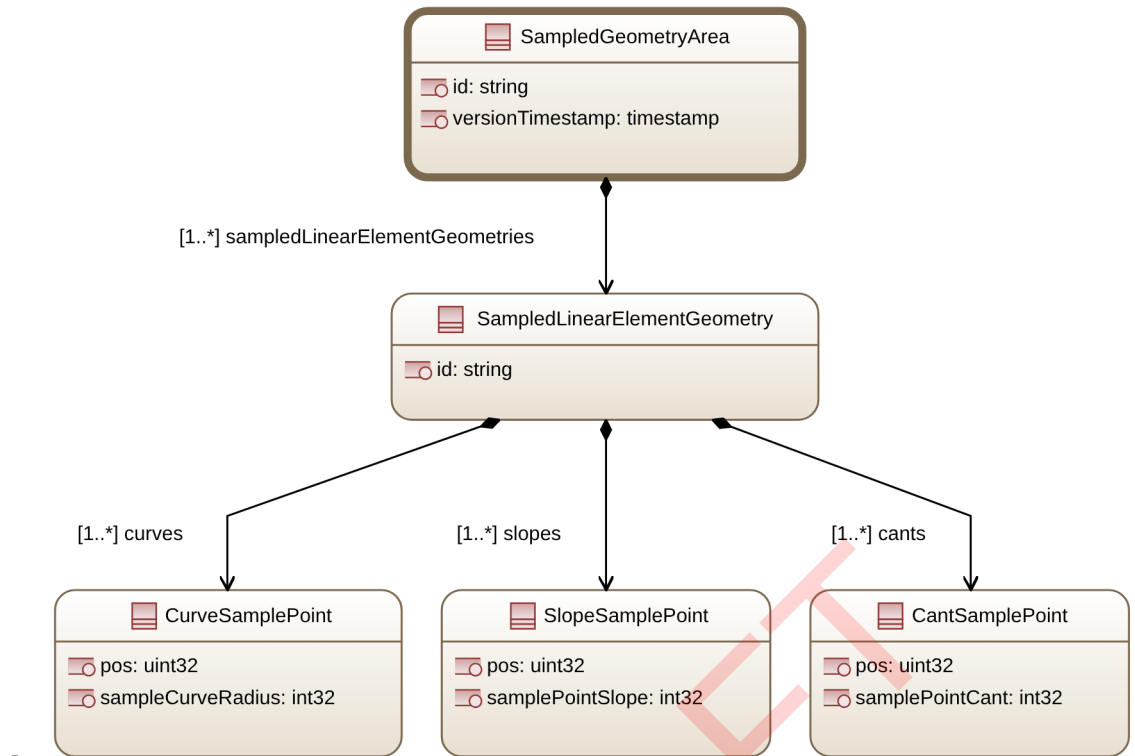 SampledGeometryArea
id: string
versionTimestamp: timestamp
[1..*] sampledLinearElementGeometries
SampledLinearElementGeometry
id: string
[1..*] curves
[1..*] slopes
[1..*] cants
CurveSamplePoint
pos: uint32
sampleCurveRadius: int32
SlopeSamplePoint
pos: uint32
samplePointSlope: int32
CantSamplePoint
pos: uint32
samplePointCant: int32
CT